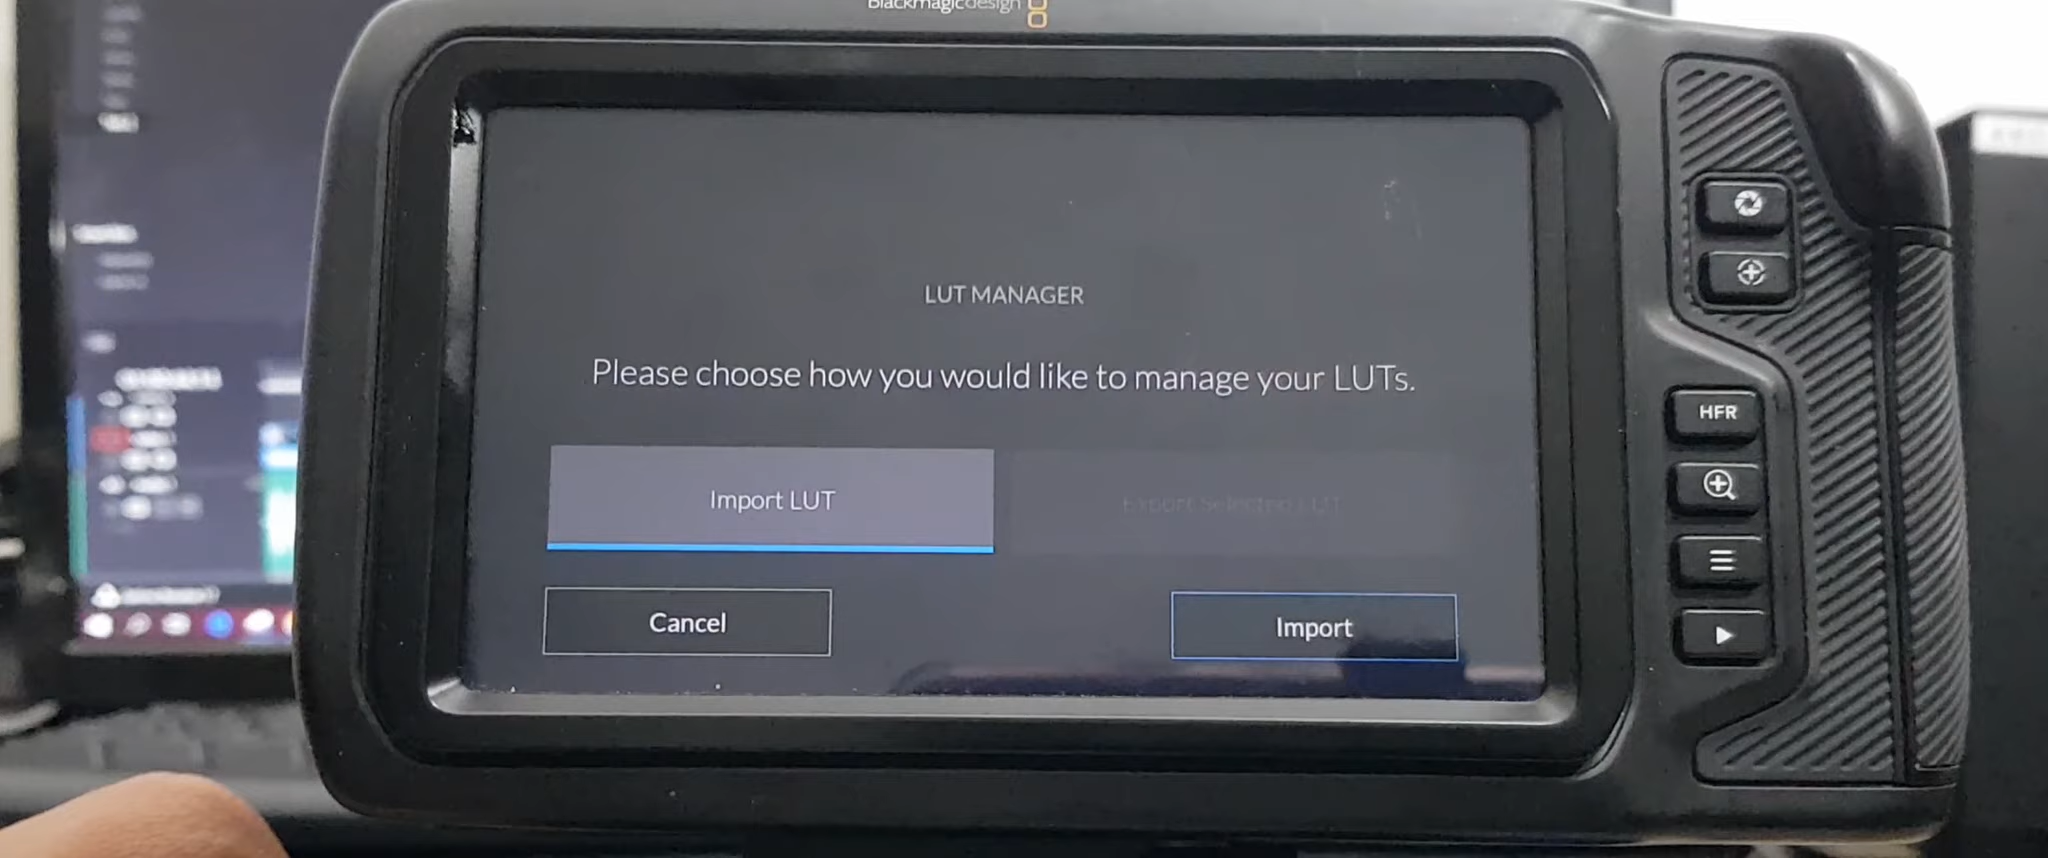 Blackmagicdesign
LUT MANAGER
Please choose how you would like to manage your LUTs.
Import LUT
Export Selected LUT
Cancel
Import
HFR